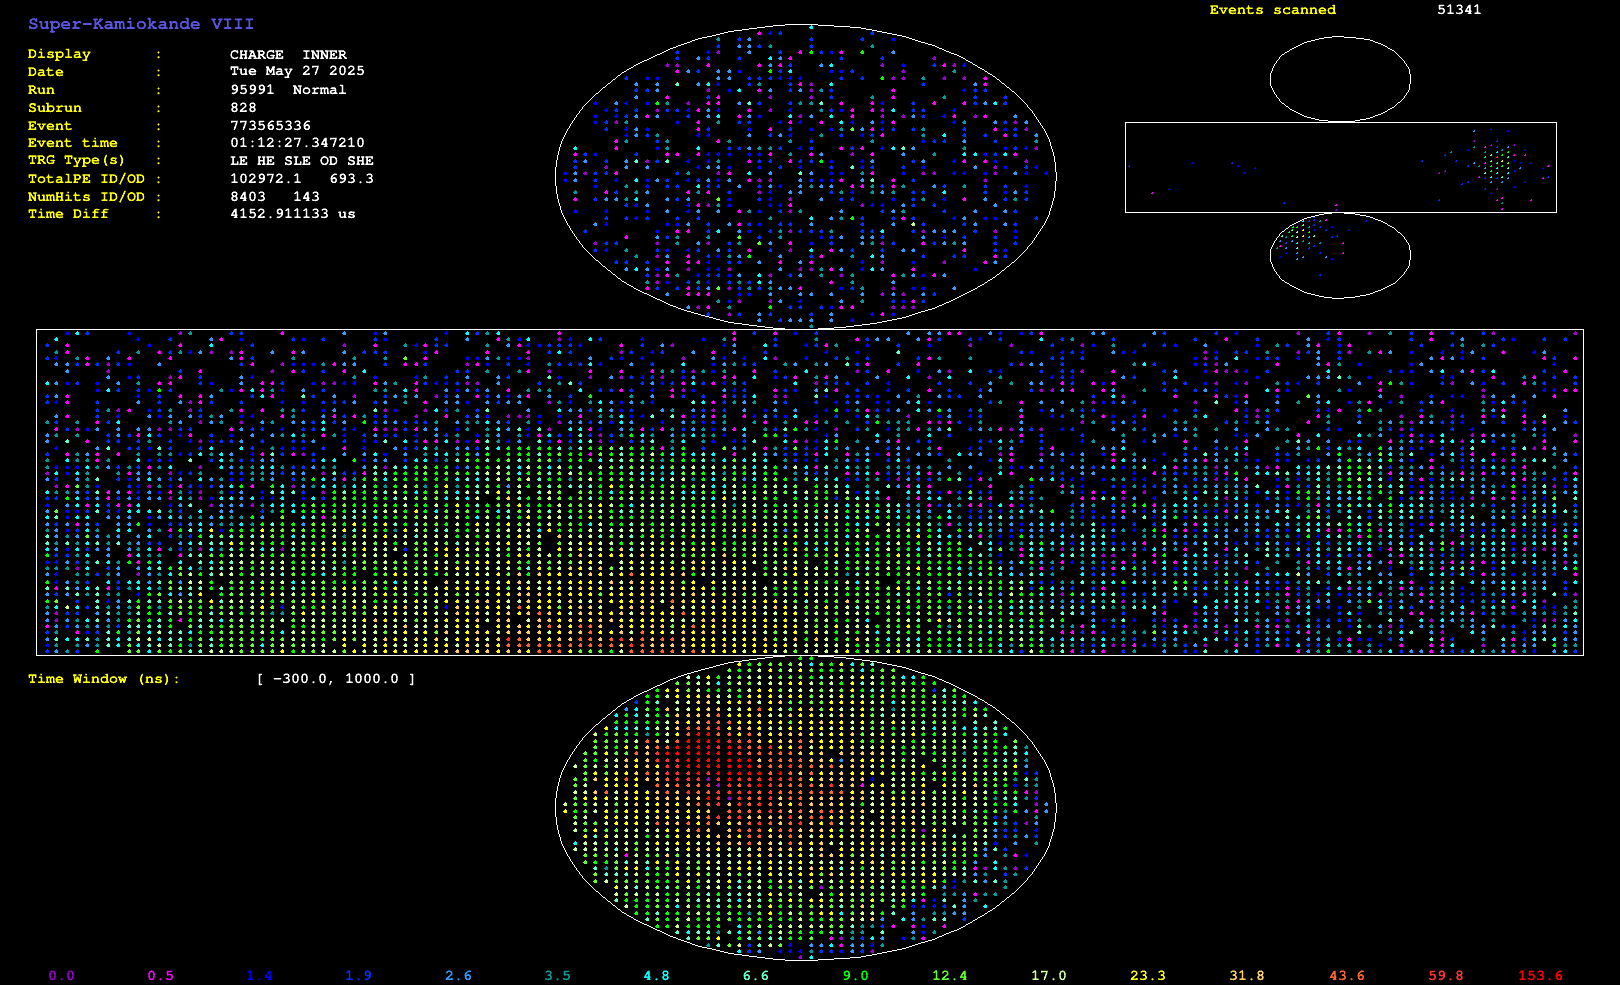 Super-Kamiokande VIII
Display : CHARGE INNER
Date : Tue May 27 2025
Run : 95991 Normal
Subrun : 828
Event : 773565336
Event time : 01:12:27.347210
TRG Type(s) : LE HE SLE OD SHE
TotalPE ID/OD : 102972.1 693.3
NumHits ID/OD : 8403 143
Time Diff : 4152.911133 us
Events scanned 51341
Time Window (ns): [ -300.0, 1000.0 ]
0.0 0.5 1.4 1.9 2.6 3.5 4.8 6.6 9.0 12.4 17.0 23.3 31.8 43.6 59.8 153.6